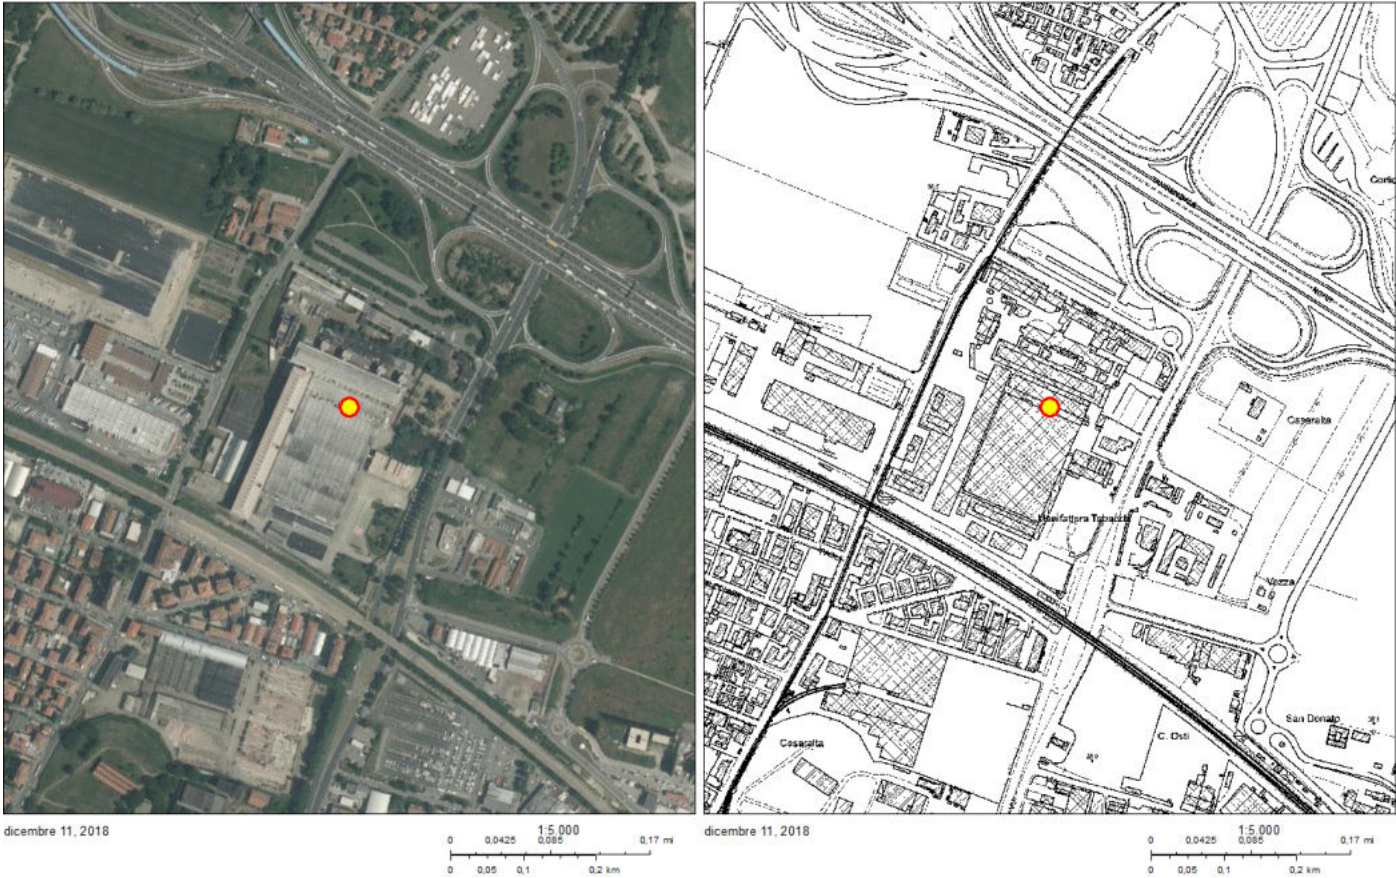 Casaralta
Manifattura Tabacchi
Vezza
San Donato
C. Osti
Casaralta
dicembre 11, 2018
1:5.000
0 0,0425 0,085 0,17 mi
0 0,05 0,1 0,2 km
dicembre 11, 2018
1:5.000
0 0,0425 0,085 0,17 mi
0 0,05 0,1 0,2 km